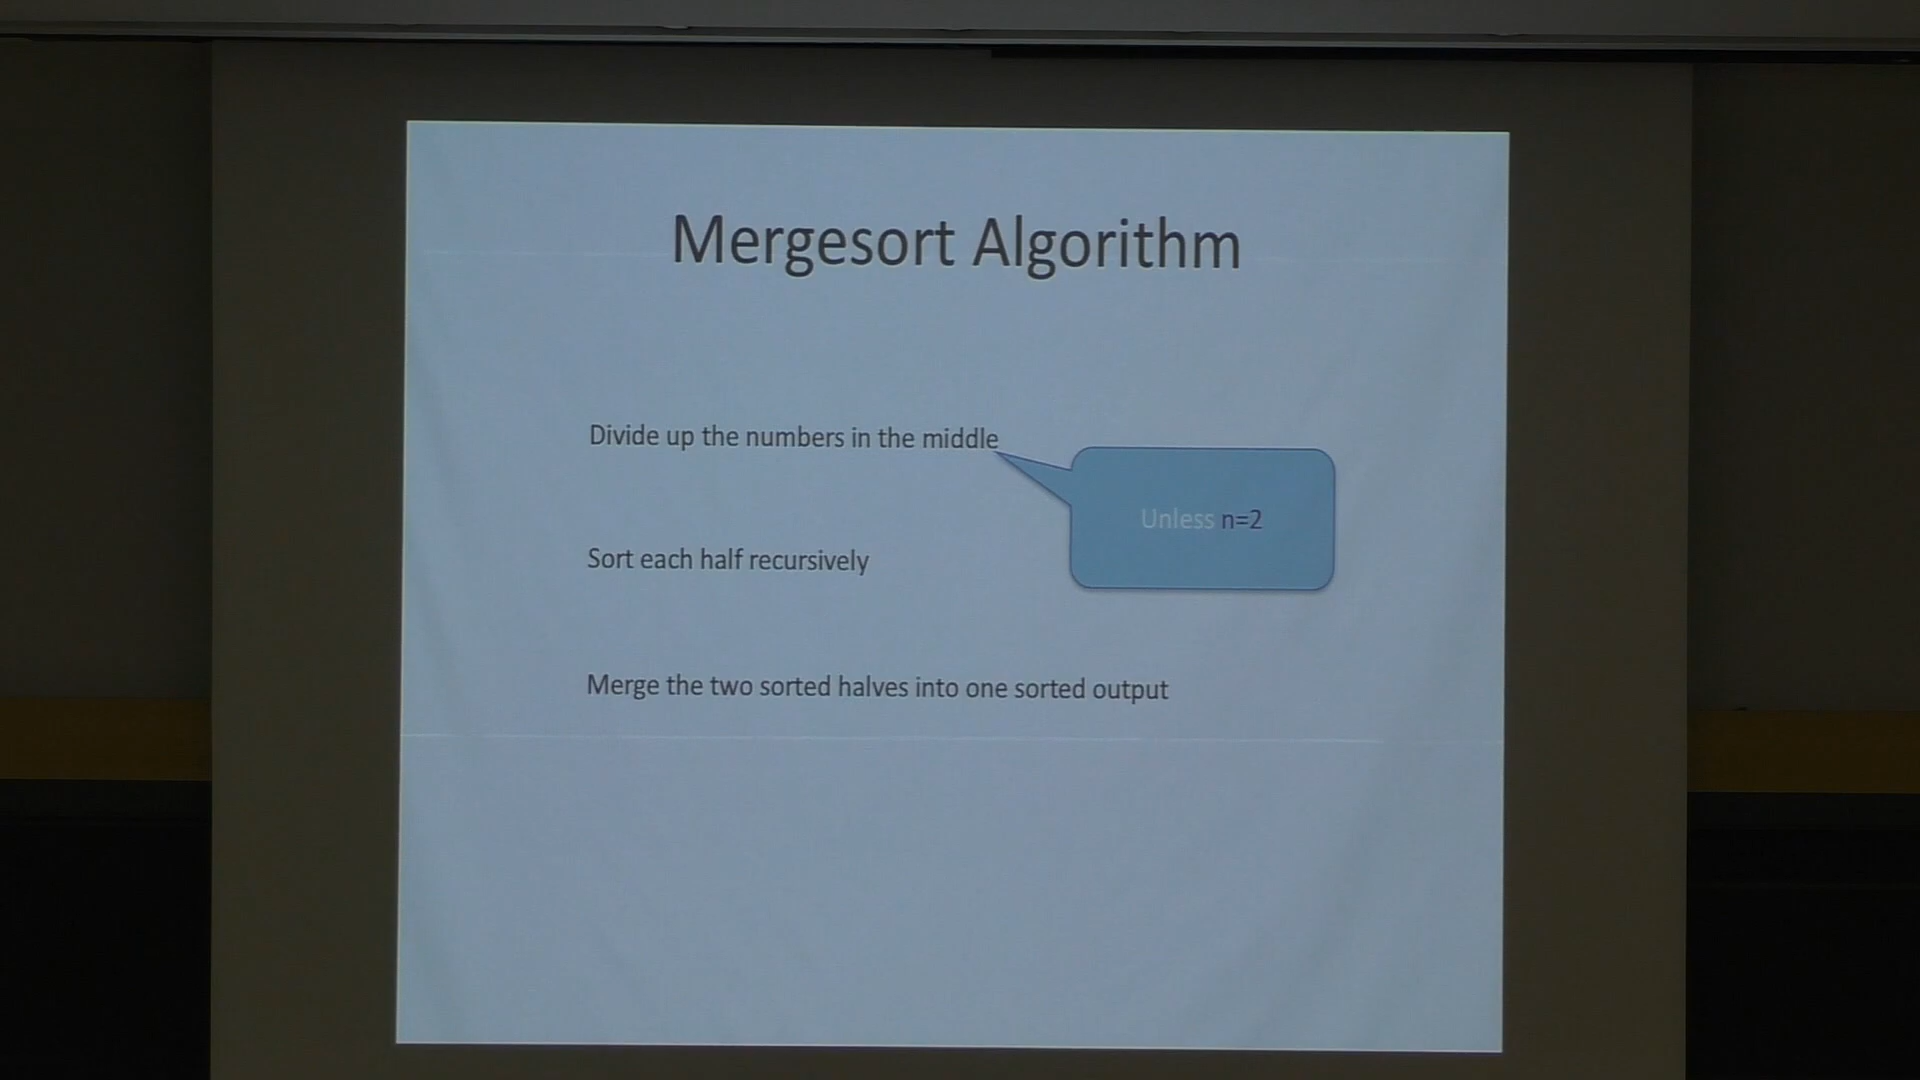 Mergesort Algorithm
Divide up the numbers in the middle
Unless n=2
Sort each half recursively
Merge the two sorted halves into one sorted output